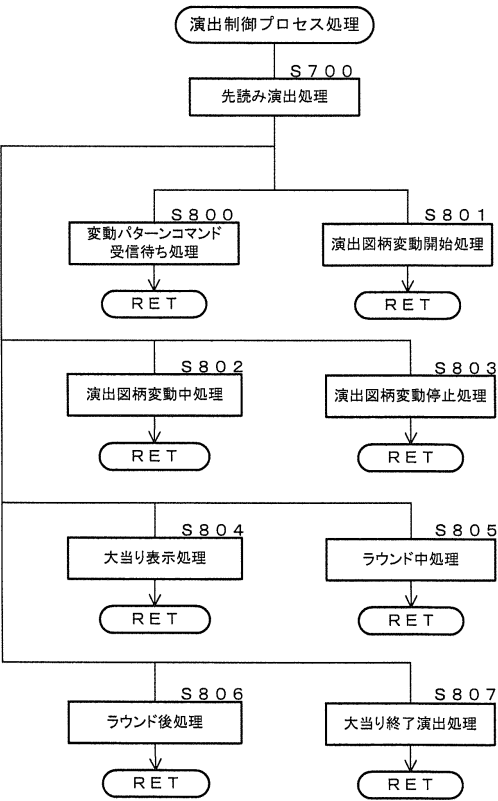 演出制御プロセス処理
S700
先読み演出処理
S800
変動パターンコマンド
受信待ち処理
RET
S801
演出図柄変動開始処理
RET
S802
演出図柄変動中処理
RET
S803
演出図柄変動停止処理
RET
S804
大当り表示処理
RET
S805
ラウンド中処理
RET
S806
ラウンド後処理
RET
S807
大当り終了演出処理
RET